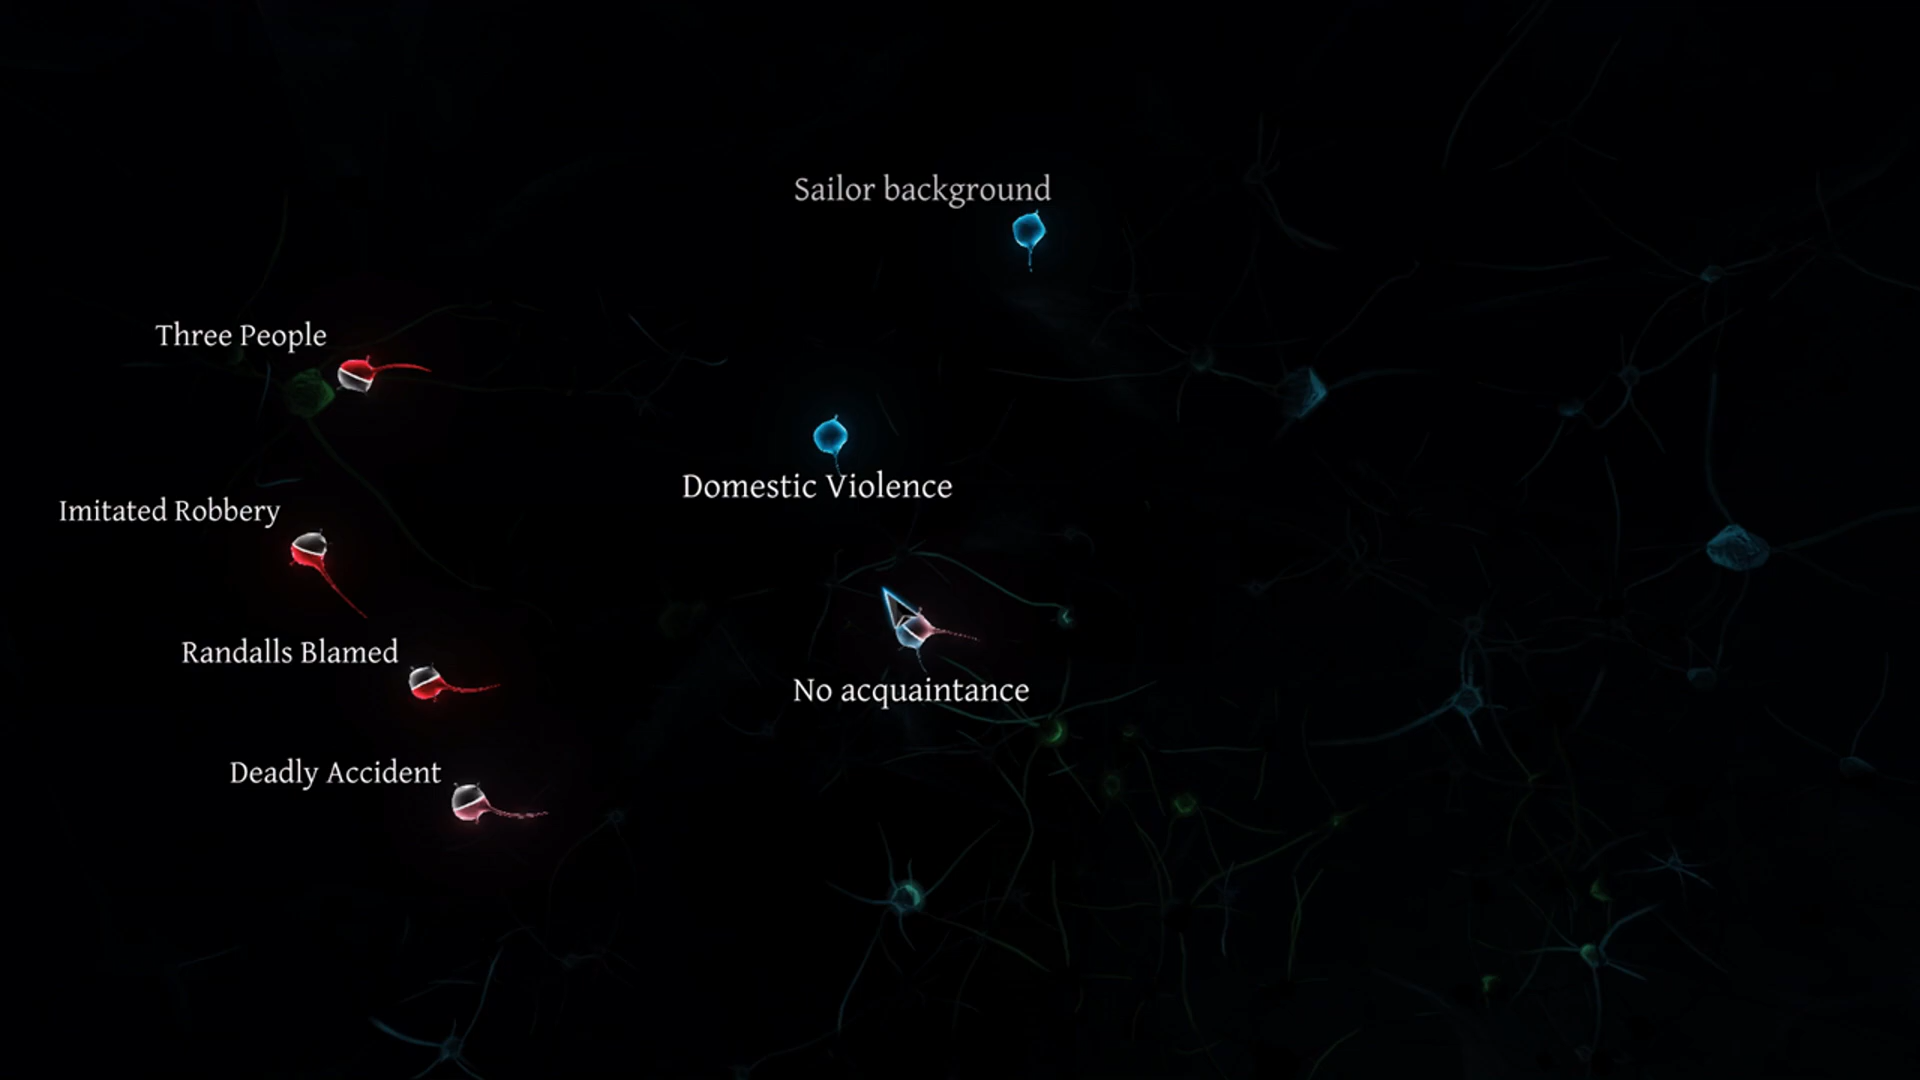 Sailor background
Three People
Domestic Violence
Imitated Robbery
Randalls Blamed
No acquaintance
Deadly Accident